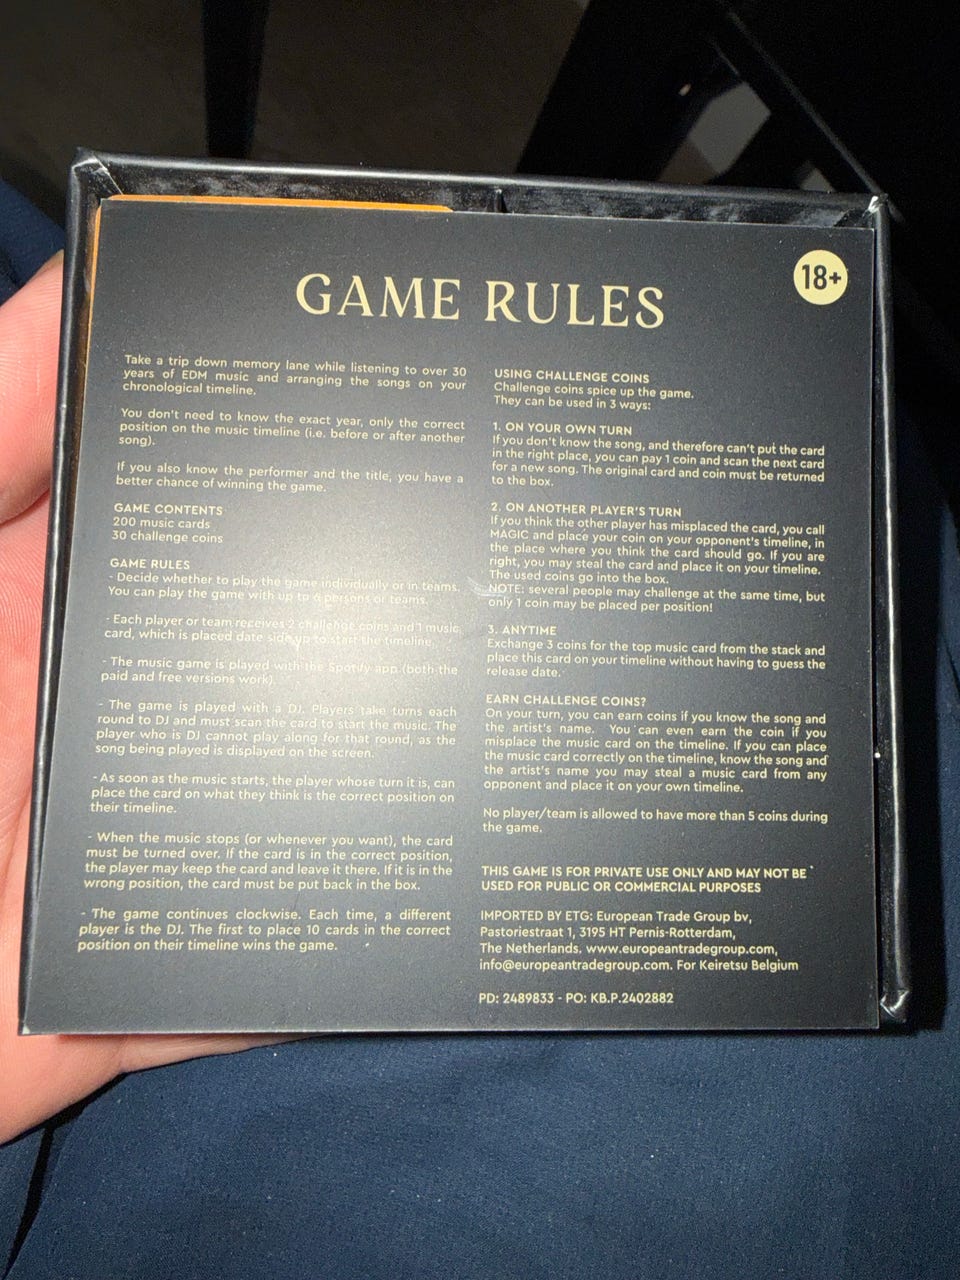 GAME RULES
18+
Take a trip down memory lane while listening to over 30
years of EDM music and arranging the songs on your
chronological timeline.
You don't need to know the exact year, only the correct
position on the music timeline (i.e. before or after another
song).
If you also know the performer and the title, you have a
better chance of winning the game.
GAME CONTENTS
200 music cards
30 challenge coins
GAME RULES
- Decide whether to play the game individually or in teams.
You can play the game with up to 6 persons or teams.
- Each player or team receives 2 challenge coins and 1 music
card, which is placed date side up to start the timeline.
- The music game is played with the Spotify app (both the
paid and free versions work).
- The game is played with a DJ. Players take turns each
round to DJ and must scan the card to start the music. The
player who is DJ cannot play along for that round, as the
song being played is displayed on the screen.
- As soon as the music starts, the player whose turn it is, can
place the card on what they think is the correct position on
their timeline.
- When the music stops (or whenever you want), the card
must be turned over. If the card is in the correct position,
the player may keep the card and leave it there. If it is in the
wrong position, the card must be put back in the box.
- The game continues clockwise. Each time, a different
player is the DJ. The first to place 10 cards in the correct
position on their timeline wins the game.
USING CHALLENGE COINS
Challenge coins spice up the game.
They can be used in 3 ways:
1. ON YOUR OWN TURN
If you don't know the song, and therefore can't put the card
in the right place, you can pay 1 coin and scan the next card
for a new song. The original card and coin must be returned
to the box.
2. ON ANOTHER PLAYER'S TURN
If you think the other player has misplaced the card, you call
MAGIC and place your coin on your opponent's timeline, in
the place where you think the card should go. If you are
right, you may steal the card and place it on your timeline.
The used coins go into the box.
NOTE: several people may challenge at the same time, but
only 1 coin may be placed per position!
3. ANYTIME
Exchange 3 coins for the top music card from the stack and
place this card on your timeline without having to guess the
release date.
EARN CHALLENGE COINS?
On your turn, you can earn coins if you know the song and
the artist's name. You can even earn the coin if you
misplace the music card on the timeline. If you can place
the music card correctly on the timeline, know the song and
the artist's name you may steal a music card from any
opponent and place it on your own timeline.
No player/team is allowed to have more than 5 coins during
the game.
THIS GAME IS FOR PRIVATE USE ONLY AND MAY NOT BE
USED FOR PUBLIC OR COMMERCIAL PURPOSES
IMPORTED BY ETG: European Trade Group bv,
Pastoriestraat 1, 3195 HT Pernis-Rotterdam,
The Netherlands. www.europeantradegroup.com,
info@europeantradegroup.com. For Keiretsu Belgium
PD: 2489833 - PO: KB.P.2402882